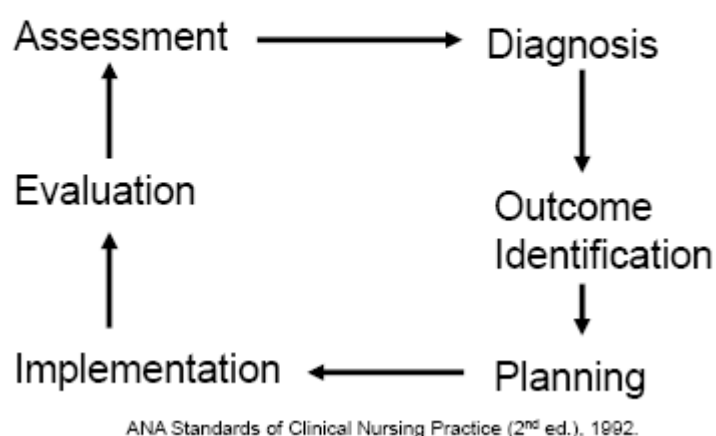 Assessment
Diagnosis
Evaluation
Outcome
Identification
Implementation
Planning
ANA Standards of Clinical Nursing Practice (2nd ed.), 1992.